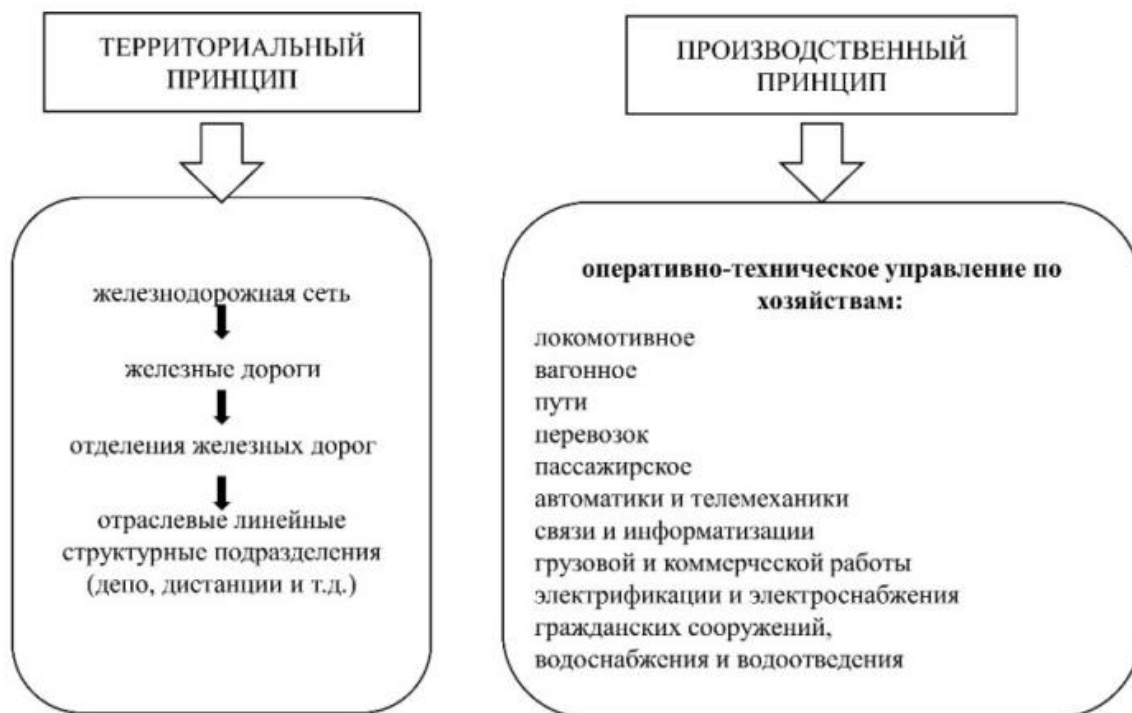 ТЕРРИТОРИАЛЬНЫЙ
ПРИНЦИП
железнодорожная сеть
железные дороги
отделения железных дорог
отраслевые линейные
структурные подразделения
(депо, дистанции и т.д.)
ПРОИЗВОДСТВЕННЫЙ
ПРИНЦИП
оперативно-техническое управление по
хозяйствам:
локомотивное
вагонное
пути
перевозок
пассажирское
автоматики и телемеханики
связи и информатизации
грузовой и коммерческой работы
электрификации и электроснабжения
гражданских сооружений,
водоснабжения и водоотведения